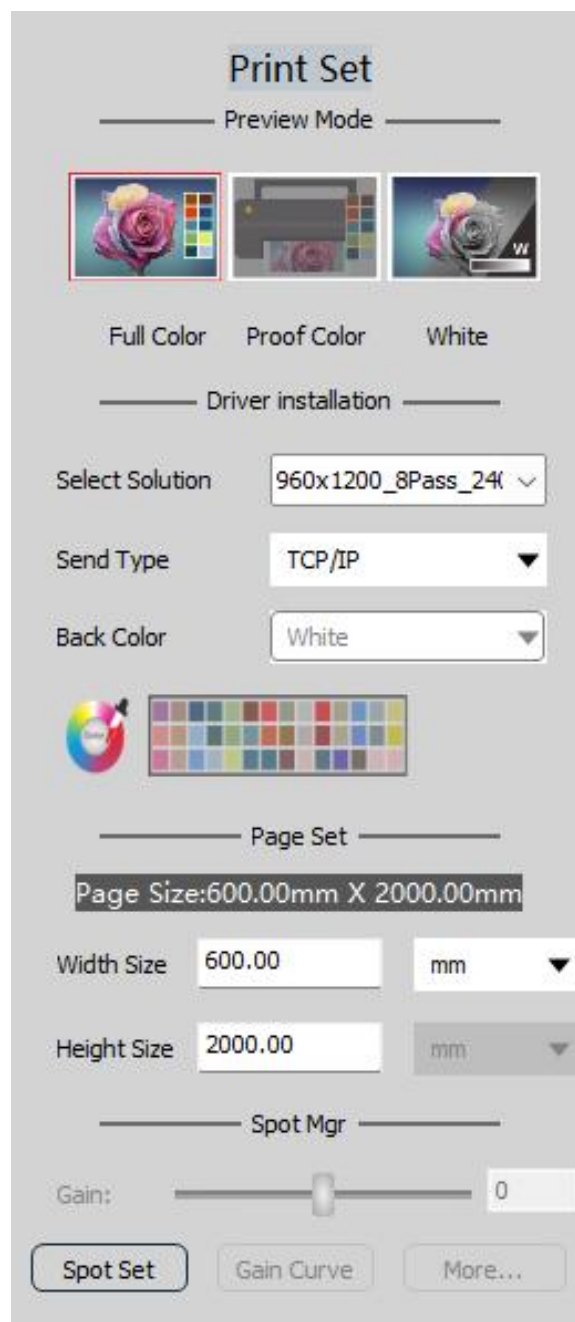 Print Set
Preview Mode
W
Full Color Proof Color White
Driver installation
Select Solution 960x1200_8Pass_24
Send Type TCP/IP
Back Color White
Page Set
Page Size:600.00mm X 2000.00mm
Width Size 600.00 mm
Height Size 2000.00 mm
Spot Mgr
Gain: 0
Spot Set Gain Curve More...